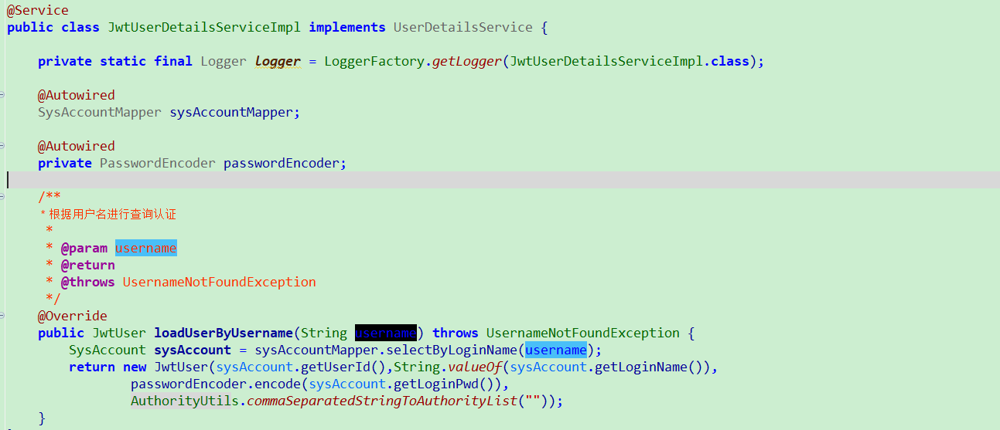 @Service
public class JwtUserDetailsServiceImpl implements UserDetailsService {
private static final Logger logger = LoggerFactory.getLogger(JwtUserDetailsServiceImpl.class);
@Autowired
SysAccountMapper sysAccountMapper;
@Autowired
private PasswordEncoder passwordEncoder;
/**
* 根据用户名进行查询认证
*
* @param username
* @return
* @throws UsernameNotFoundException
*/
@Override
public JwtUser loadUserByUsername(String username) throws UsernameNotFoundException {
SysAccount sysAccount = sysAccountMapper.selectByLoginName(username);
return new JwtUser(sysAccount.getUserId(),String.valueOf(sysAccount.getLoginName()),
passwordEncoder.encode(sysAccount.getLoginPwd()),
AuthorityUtils.commaSeparatedStringToAuthorityList(""));
}